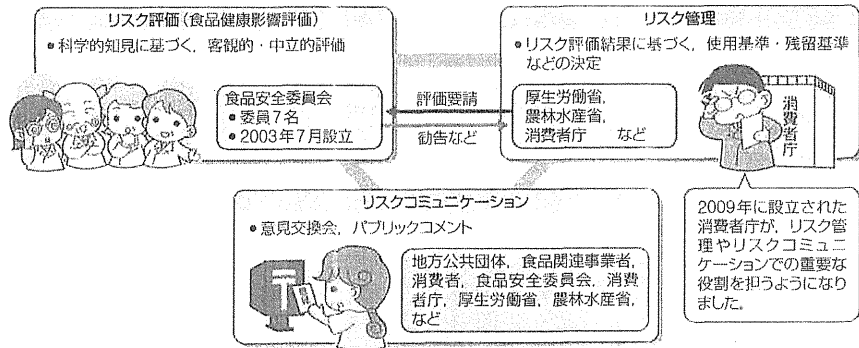 リスク評価(食品健康影響評価)
• 科学的知見に基づく，客観的・中立的評価
食品安全委員会
• 委員7名
• 2003年7月設立
評価要請
勧告など
リスク管理
• リスク評価結果に基づく，使用基準・残留基準
などの決定
厚生労働省，
農林水産省，
消費者庁　など
消費者庁
リスクコミュニケーション
• 意見交換会，パブリックコメント
地方公共団体，食品関連事業者，
消費者，食品安全委員会，消費
者庁，厚生労働省，農林水産省，
など
2009年に設立された
消費者庁が，リスク管
理やリスクコミュニ
ケーションでの重要な
役割を担うようになり
ました。